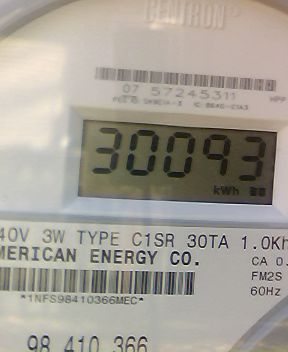 CENTRON®
07 57245311
30093
kWh
40V 3W TYPE C1SR 30TA 1.0Kh
MERICAN ENERGY CO.
CA 0.
FM2S
60Hz
*1NFS98410366MEC*
98 410 366